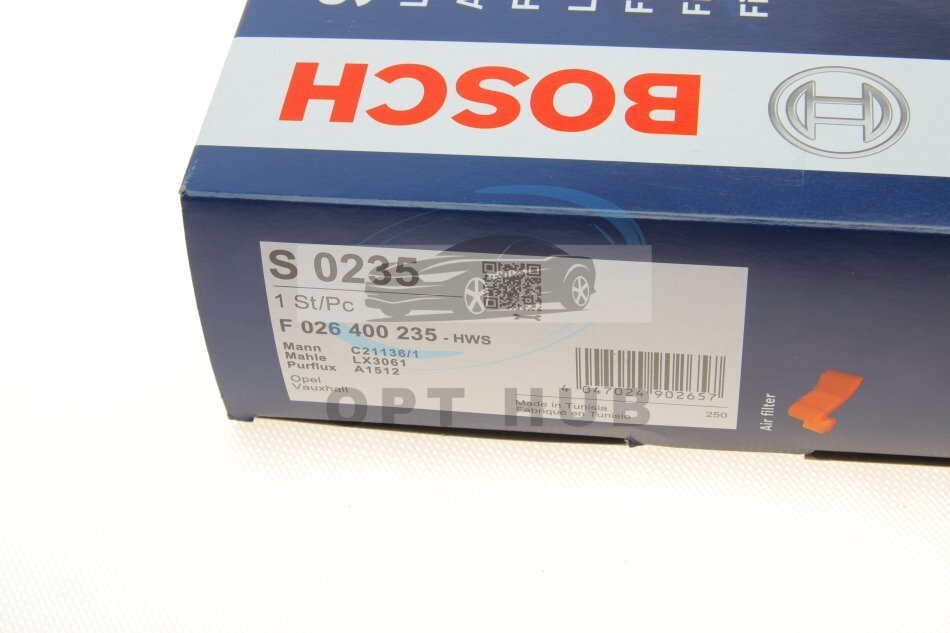 BOSCH
S 0235
1 St/Pc
F 026 400 235 - HWS
Mann C21136/1
Mahle LX3061
Purflux A1512
Opel
Vauxhall
4 047024 902657
Made in Tunisia
Fabriqué en Tunisie
250
Air filter
OPT HUB